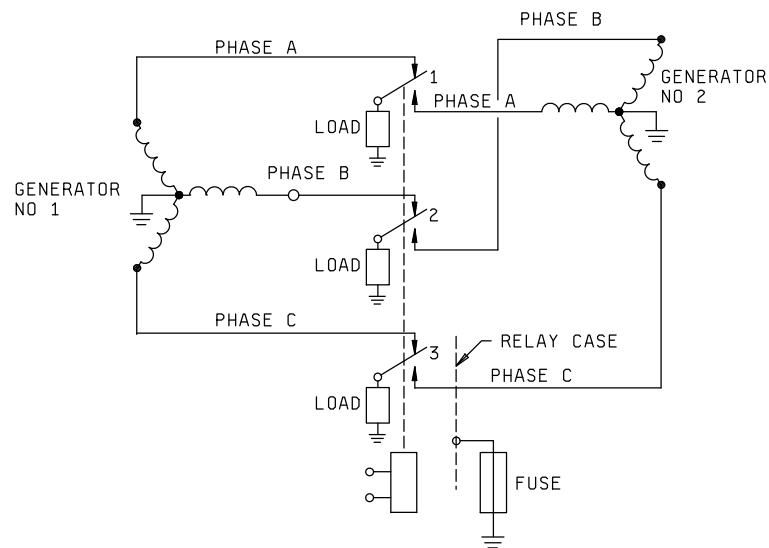 PHASE B
PHASE A
1
GENERATOR
NO 2
PHASE A
LOAD
PHASE B
GENERATOR
NO 1
2
LOAD
PHASE C
3
RELAY CASE
PHASE C
LOAD
FUSE